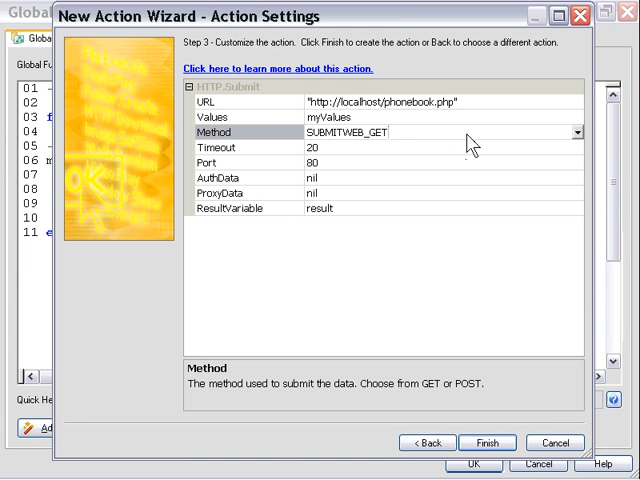 Global
New Action Wizard - Action Settings
Globa
Step 3 - Customize the action. Click Finish to create the action or Back to choose a different action.
Global Fu
Click here to learn more about this action.
HTTP.Submit
URL "http://localhost/phonebook.php"
Values myValues
Method SUBMITWEB_GET
Timeout 20
Port 80
AuthData nil
ProxyData nil
ResultVariable result
01 -
02
03 f
04
05 -
06 m
07
08
09
10
11 e
OK
Method
The method used to submit the data. Choose from GET or POST.
Quick He
Ad
< Back
Finish
Cancel
OK
Cancel
Help